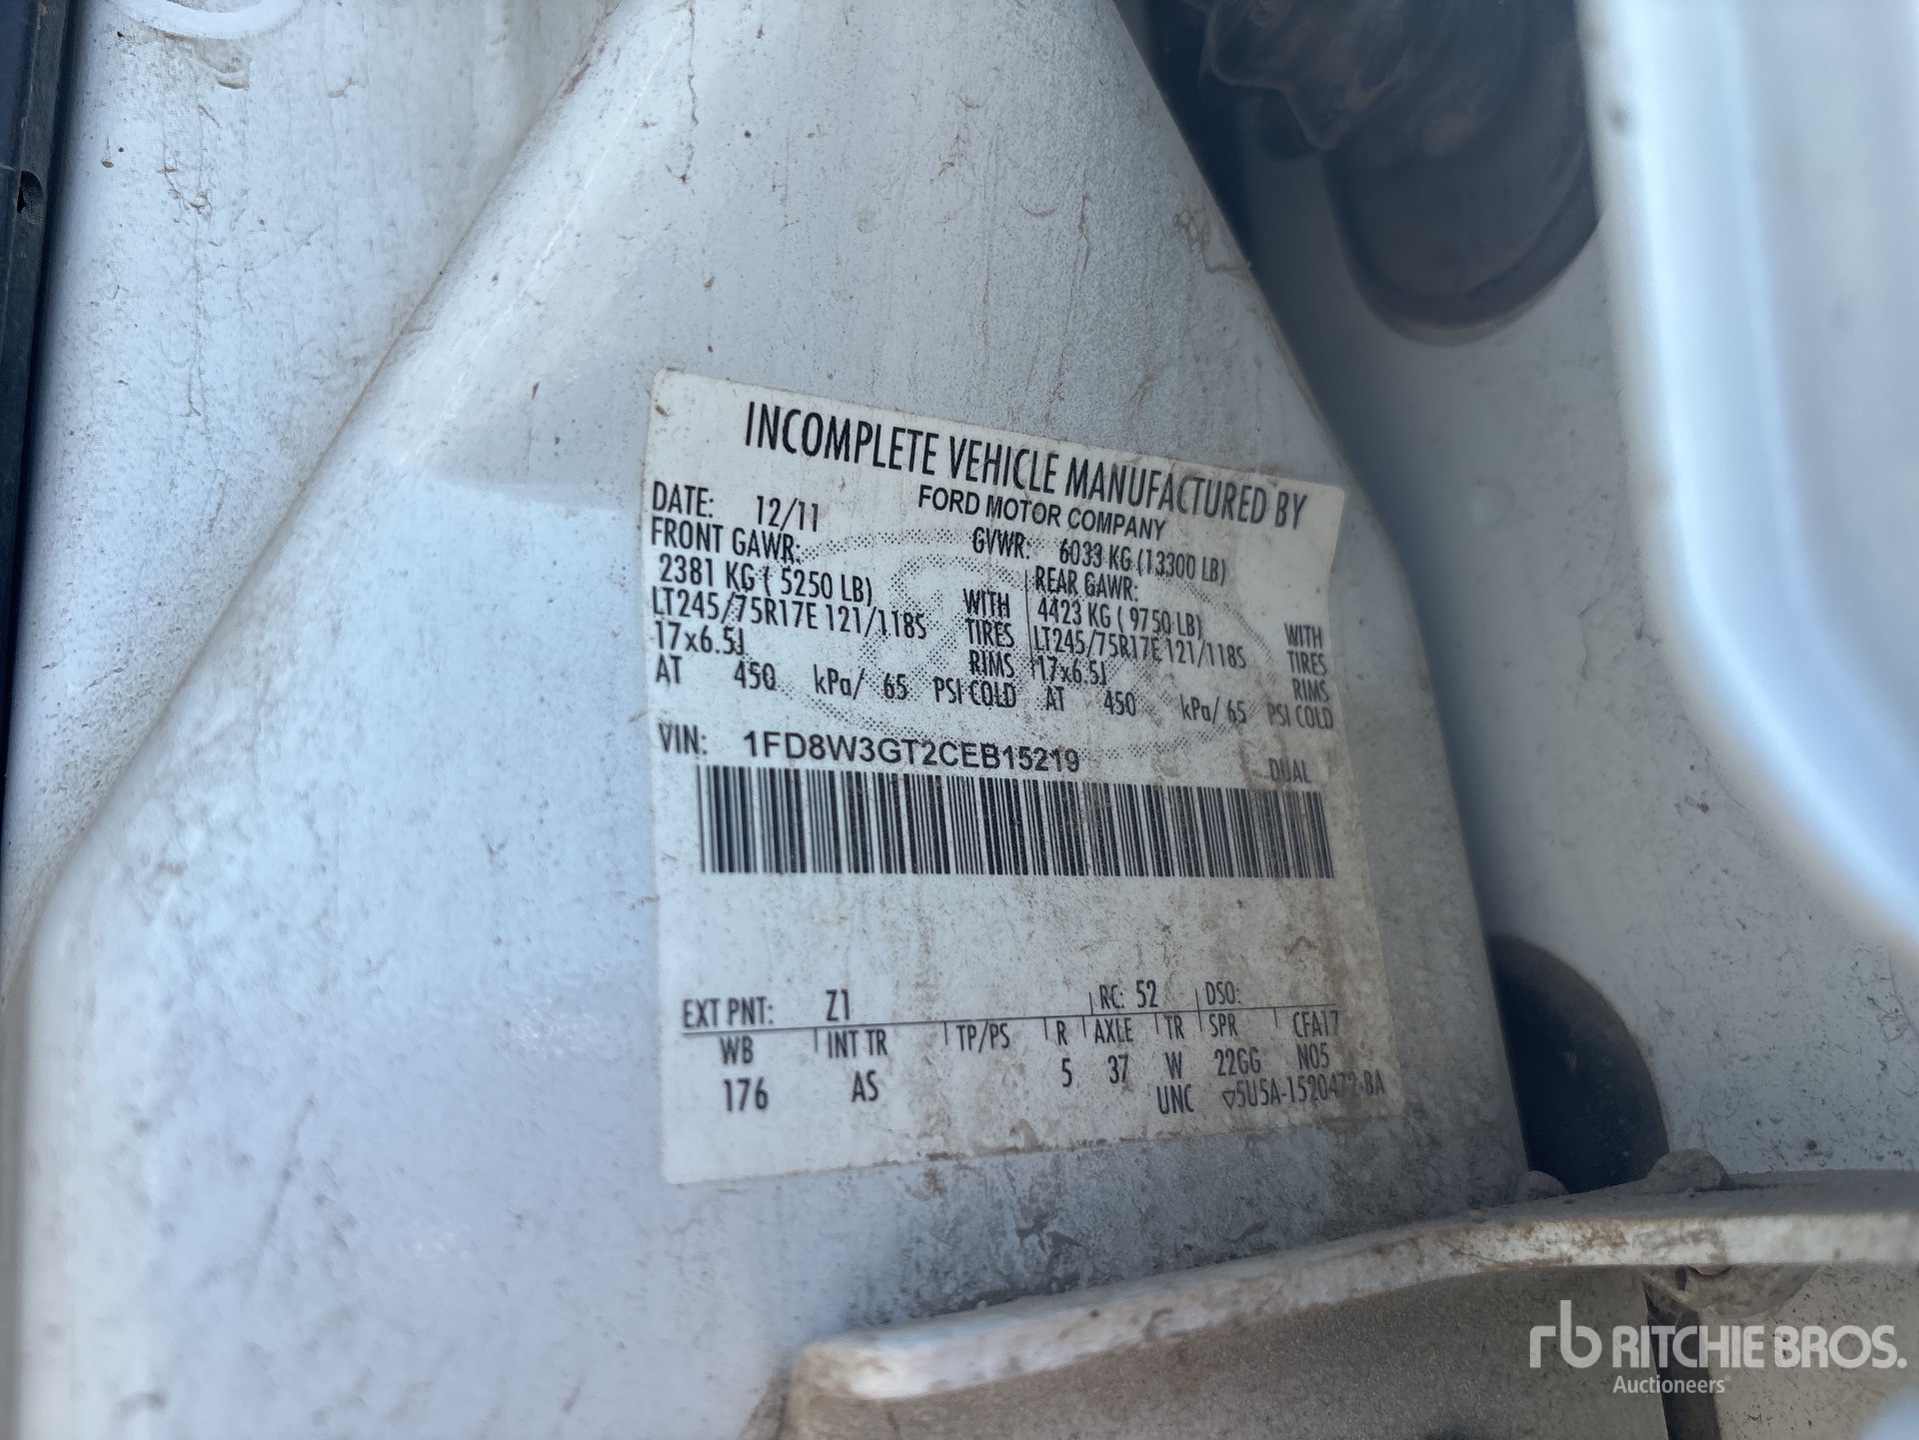 INCOMPLETE VEHICLE MANUFACTURED BY
FORD MOTOR COMPANY
DATE: 12/11 GVWR: 6033 KG (13300 LB)
FRONT GAWR: REAR GAWR:
2381 KG ( 5250 LB) WITH 4423 KG ( 9750 LB) WITH
LT245/75R17E 121/118S TIRES LT245/75R17E 121/118S TIRES
17x6.5J RIMS 17x6.5J RIMS
AT 450 kPa/ 65 PSI COLD AT 450 kPa/ 65 PSI COLD
VIN: 1FD8W3GT2CEB15219
DUAL
EXT PNT: Z1 RC: 52 DSO:
WB INT TR TP/PS R AXLE TR SPR CFA17
176 AS 5 37 W 22GG N05
UNC ▽5U5A-1520472-BA
rb RITCHIE BROS.
Auctioneers